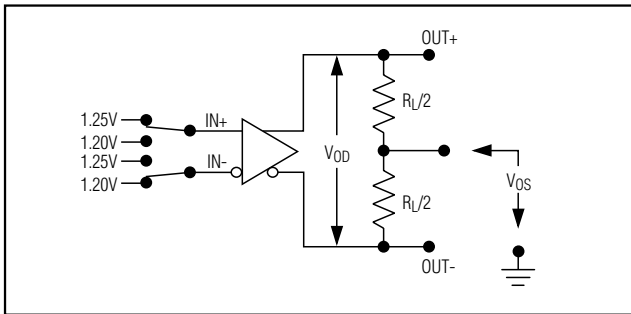 OUT+
1.25V
IN+
1.20V
1.25V
IN-
1.20V
RL/2
VOD
VOS
RL/2
OUT-